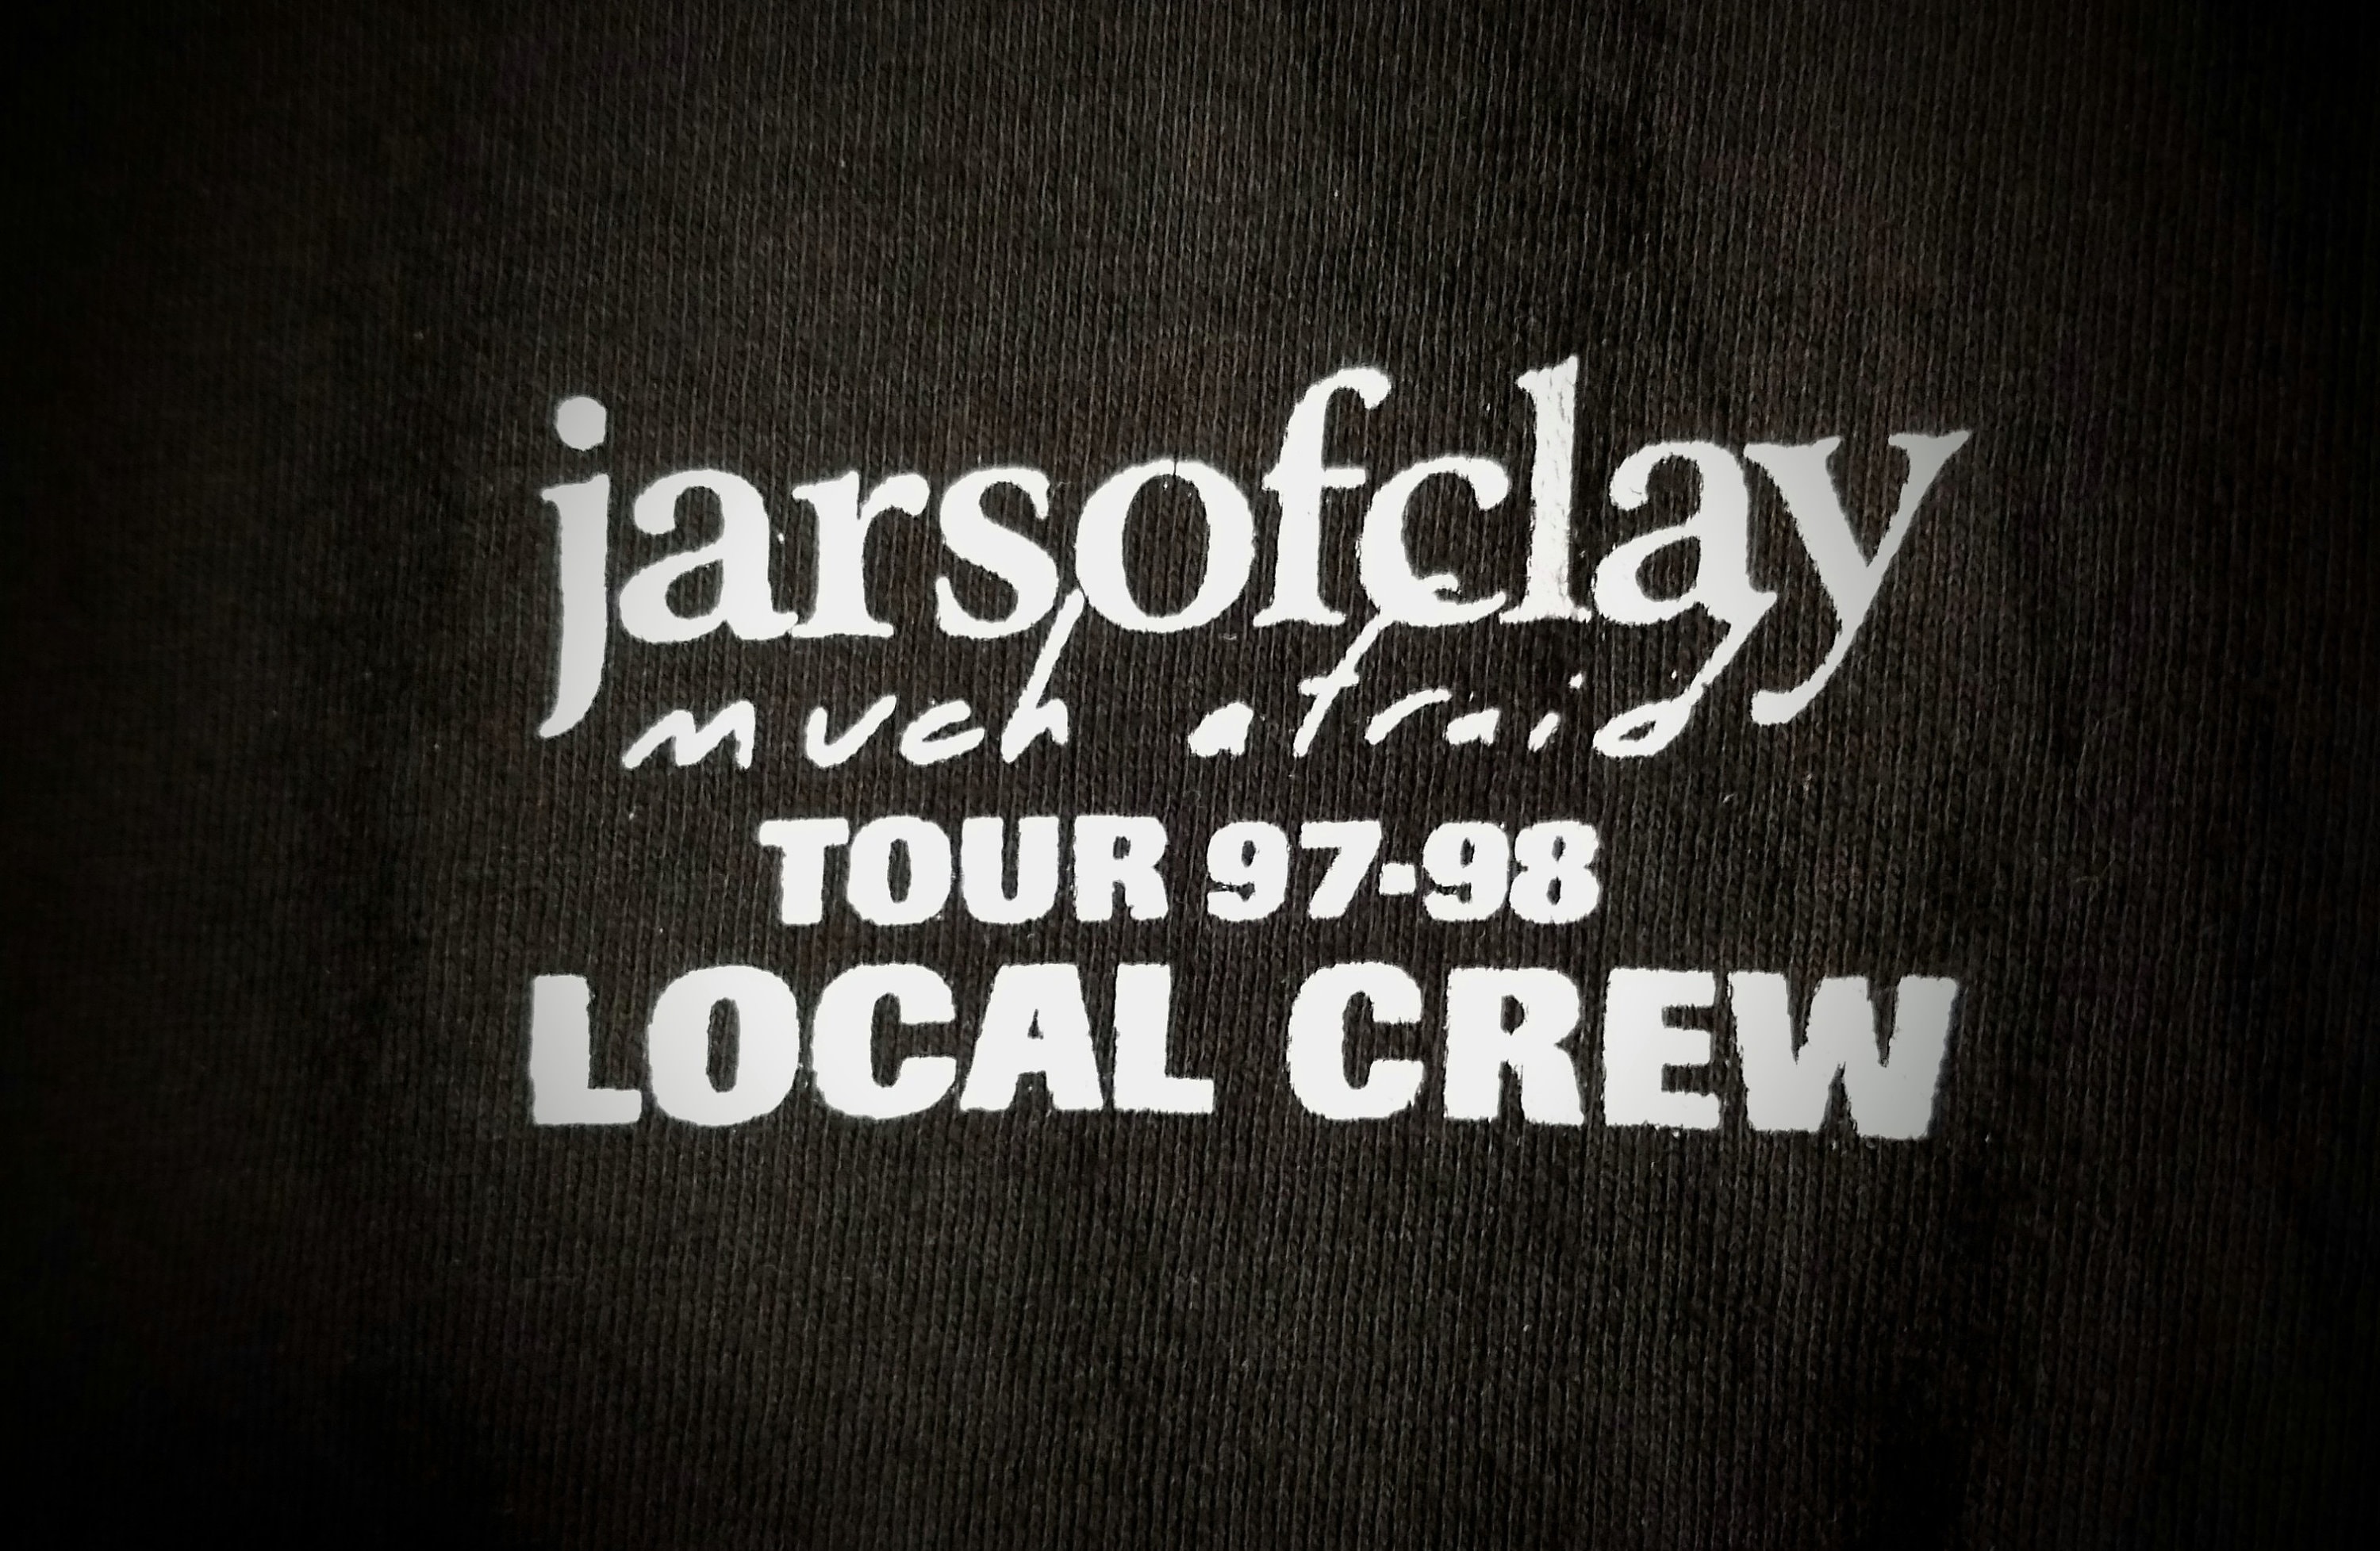 jarsofclay
much afraid
TOUR 97-98
LOCAL CREW